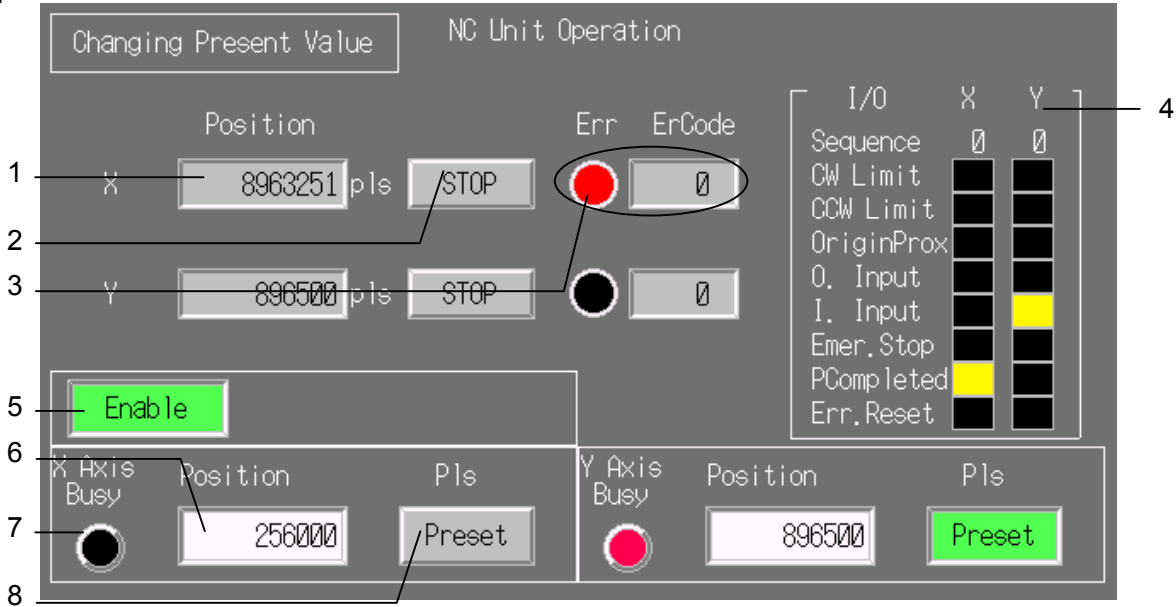 Changing Present Value NC Unit Operation
I/O X Y 4
Position Err ErCode
Sequence 0 0
1 X 8963251 pls STOP 0
CW Limit
CCW Limit
2
OriginProx
3 Y 896500 pls STOP 0
O. Input
I. Input
Emer.Stop
PCompleted
5 Enable
Err.Reset
6 X Axis Busy Position Pls
Y Axis Busy Position Pls
7 256000 Preset
896500 Preset
8